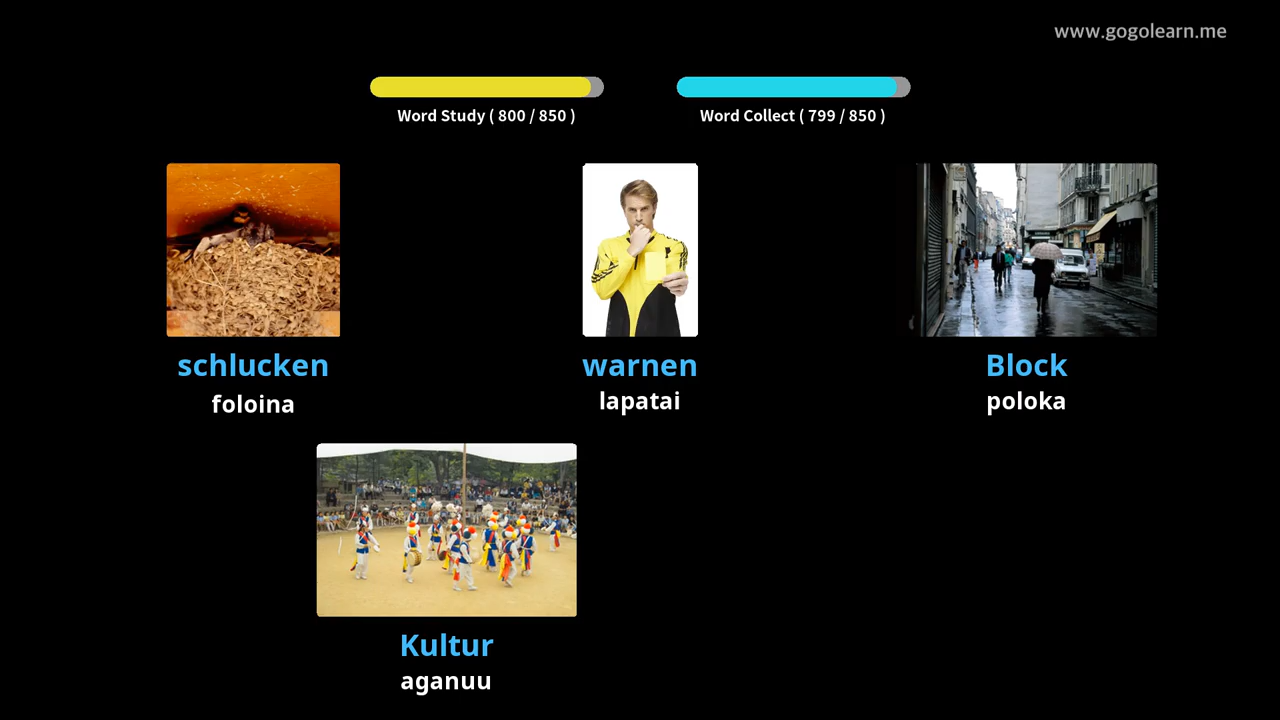 www.gogolearn.me
Word Study ( 800 / 850 )
Word Collect ( 799 / 850 )
schlucken
foloina
warnen
lapatai
Block
poloka
Kultur
aganuu